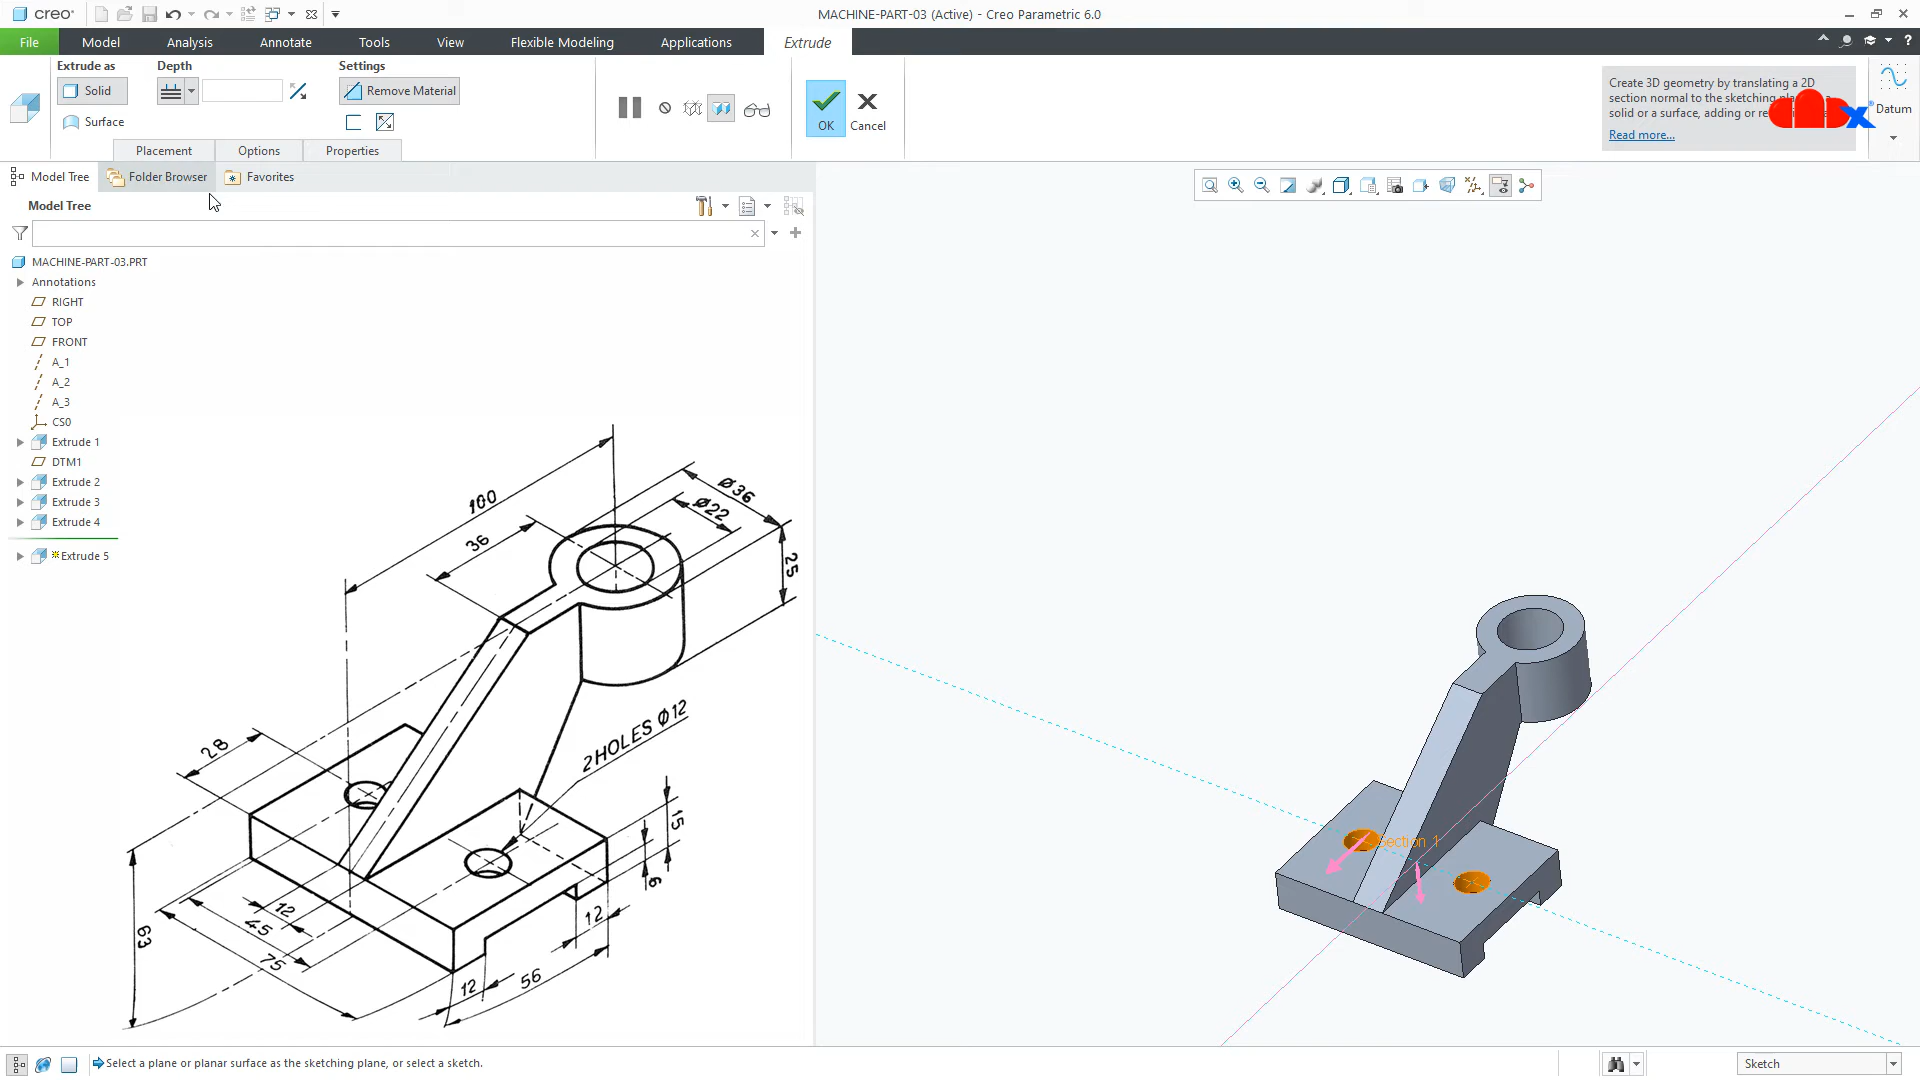 creo
MACHINE-PART-03 (Active) - Creo Parametric 6.0
File Model Analysis Annotate Tools View Flexible Modeling Applications Extrude
Extrude as Depth Settings
Solid Remove Material
Surface
OK Cancel
Placement Options Properties
Create 3D geometry by translating a 2D
section normal to the sketching
solid or a surface, adding or
Read more...
Datum
Model Tree Folder Browser Favorites
Model Tree
MACHINE-PART-03.PRT
Annotations
RIGHT
TOP
FRONT
A_1
A_2
A_3
CS0
Extrude 1
DTM1
Extrude 2
Extrude 3
Extrude 4
Extrude 5
100
36
Ø36
Ø22
25
2HOLES Ø12
28
15
6
12
12
45
75
63
12
56
Section 1
Select a plane or planar surface as the sketching plane, or select a sketch.
Sketch